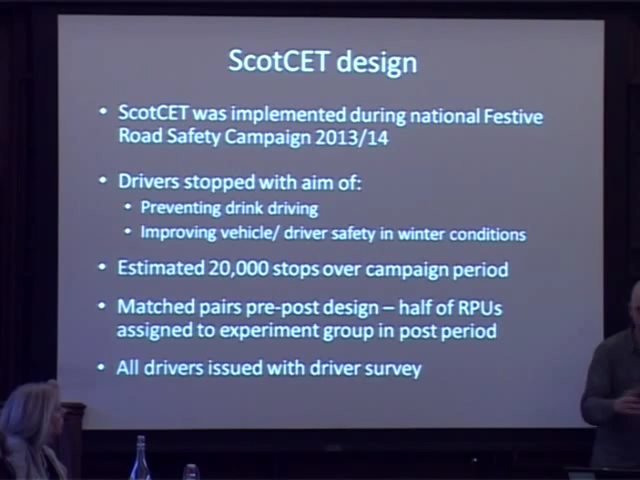 ScotCET design
• ScotCET was implemented during national Festive
Road Safety Campaign 2013/14
• Drivers stopped with aim of:
• Preventing drink driving
• Improving vehicle/ driver safety in winter conditions
• Estimated 20,000 stops over campaign period
• Matched pairs pre-post design – half of RPUs
assigned to experiment group in post period
• All drivers issued with driver survey